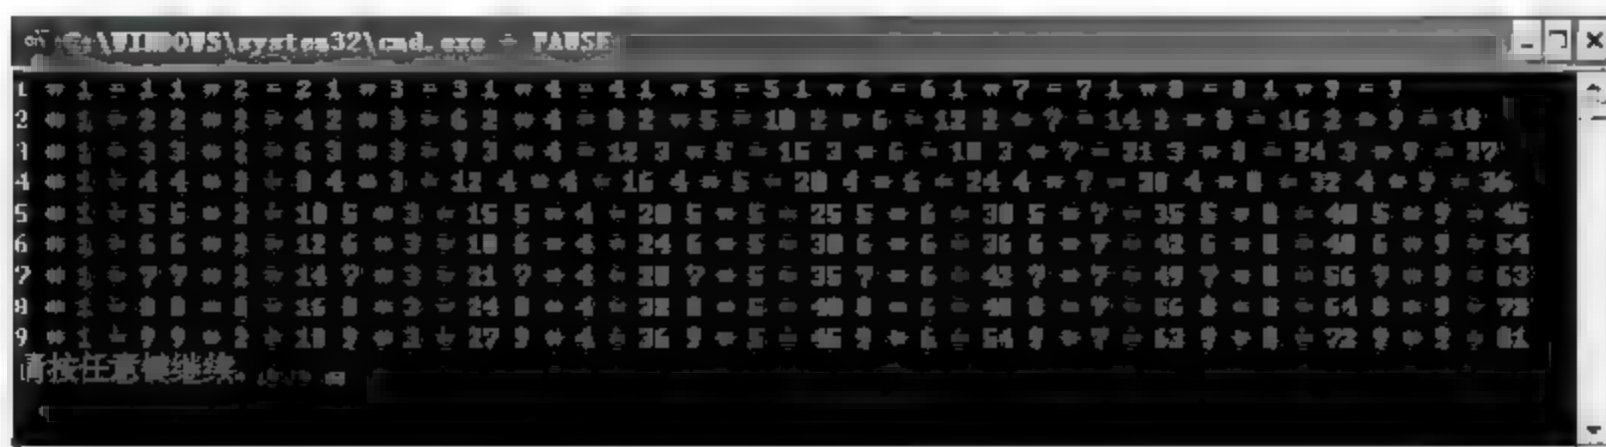 C:\WINDOWS\system32\cmd.exe - PAUSE
1 * 1 = 1 1 * 2 = 2 1 * 3 = 3 1 * 4 = 4 1 * 5 = 5 1 * 6 = 6 1 * 7 = 7 1 * 8 = 8 1 * 9 = 9
2 * 1 = 2 2 * 2 = 4 2 * 3 = 6 2 * 4 = 8 2 * 5 = 10 2 * 6 = 12 2 * 7 = 14 2 * 8 = 16 2 * 9 = 18
3 * 1 = 3 3 * 2 = 6 3 * 3 = 9 3 * 4 = 12 3 * 5 = 15 3 * 6 = 18 3 * 7 = 21 3 * 8 = 24 3 * 9 = 27
4 * 1 = 4 4 * 2 = 8 4 * 3 = 12 4 * 4 = 16 4 * 5 = 20 4 * 6 = 24 4 * 7 = 28 4 * 8 = 32 4 * 9 = 36
5 * 1 = 5 5 * 2 = 10 5 * 3 = 15 5 * 4 = 20 5 * 5 = 25 5 * 6 = 30 5 * 7 = 35 5 * 8 = 40 5 * 9 = 45
6 * 1 = 6 6 * 2 = 12 6 * 3 = 18 6 * 4 = 24 6 * 5 = 30 6 * 6 = 36 6 * 7 = 42 6 * 8 = 48 6 * 9 = 54
7 * 1 = 7 7 * 2 = 14 7 * 3 = 21 7 * 4 = 28 7 * 5 = 35 7 * 6 = 42 7 * 7 = 49 7 * 8 = 56 7 * 9 = 63
8 * 1 = 8 8 * 2 = 16 8 * 3 = 24 8 * 4 = 32 8 * 5 = 40 8 * 6 = 48 8 * 7 = 56 8 * 8 = 64 8 * 9 = 72
9 * 1 = 9 9 * 2 = 18 9 * 3 = 27 9 * 4 = 36 9 * 5 = 45 9 * 6 = 54 9 * 7 = 63 9 * 8 = 72 9 * 9 = 81
请按任意键继续. . .